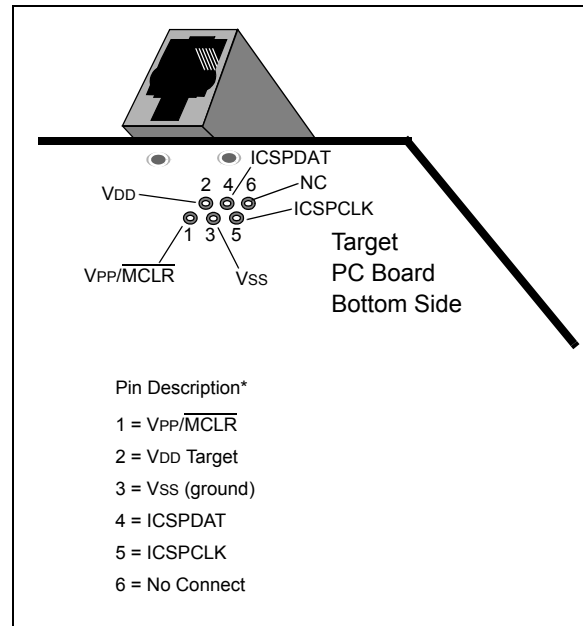 ICSPDAT
VDD
2 4 6
NC
ICSPCLK
1 3 5
VPP/MCLR
VSS
Target
PC Board
Bottom Side
Pin Description*
1 = VPP/MCLR
2 = VDD Target
3 = VSS (ground)
4 = ICSPDAT
5 = ICSPCLK
6 = No Connect